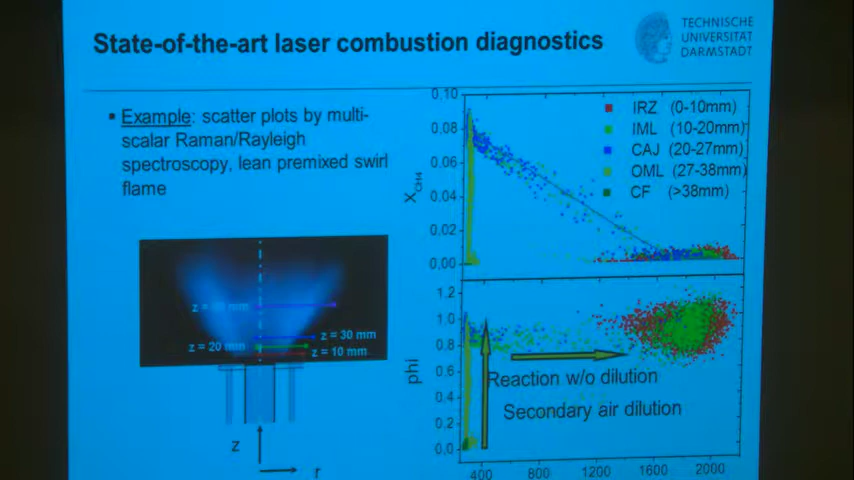 State-of-the-art laser combustion diagnostics
TECHNISCHE
UNIVERSITAT
DARMSTADT
▪ Example: scatter plots by multi-
scalar Raman/Rayleigh
spectroscopy, lean premixed swirl
flame
z = 30 mm
z = 20 mm
z = 10 mm
z
r
0.10
0.08
0.06
0.04
0.02
0.00
X_CH4
IRZ (0-10mm)
IML (10-20mm)
CAJ (20-27mm)
OML (27-38mm)
CF (>38mm)
1.2
1.0
0.8
0.6
0.4
0.2
0.0
phi
Reaction w/o dilution
Secondary air dilution
400 800 1200 1600 2000